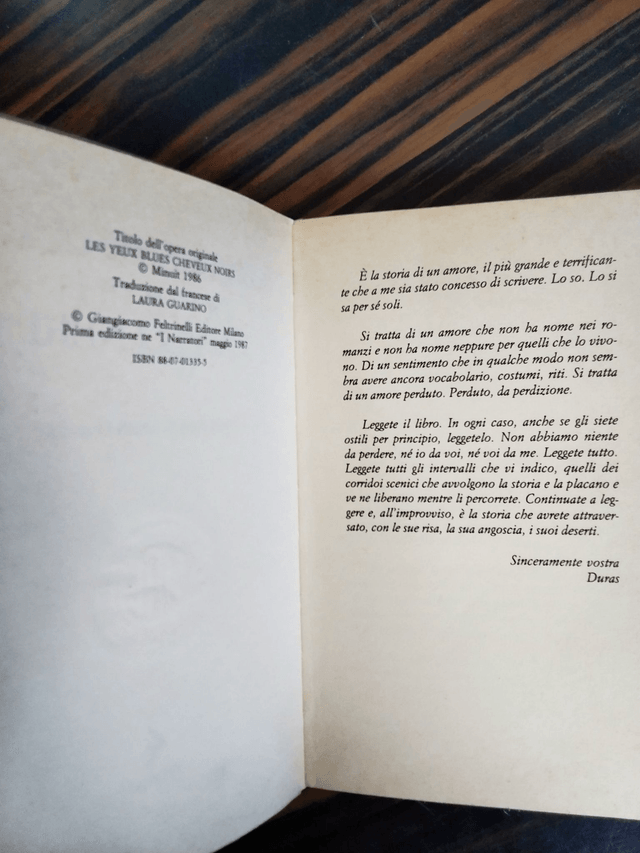 Titolo dell'opera originale
LES YEUX BLUES CHEVEUX NOIRS
© Minuit 1986
Traduzione dal francese di
LAURA GUARINO
© Giangiacomo Feltrinelli Editore Milano
Prima edizione ne "I Narratori" maggio 1987
ISBN 88-07-01335-5
È la storia di un amore, il più grande e terrifican-
te che a me sia stato concesso di scrivere. Lo so. Lo si
sa per sé soli.
Si tratta di un amore che non ha nome nei ro-
manzi e non ha nome neppure per quelli che lo vivo-
no. Di un sentimento che in qualche modo non sem-
bra avere ancora vocabolario, costumi, riti. Si tratta
di un amore perduto. Perduto, da perdizione.
Leggete il libro. In ogni caso, anche se gli siete
ostili per principio, leggetelo. Non abbiamo niente
da perdere, né io da voi, né voi da me. Leggete tutto.
Leggete tutti gli intervalli che vi indico, quelli dei
corridoi scenici che avvolgono la storia e la placano e
ve ne liberano mentre li percorrete. Continuate a leg-
gere e, all'improvviso, è la storia che avrete attraver-
sato, con le sue risa, la sua angoscia, i suoi deserti.
Sinceramente vostra
Duras